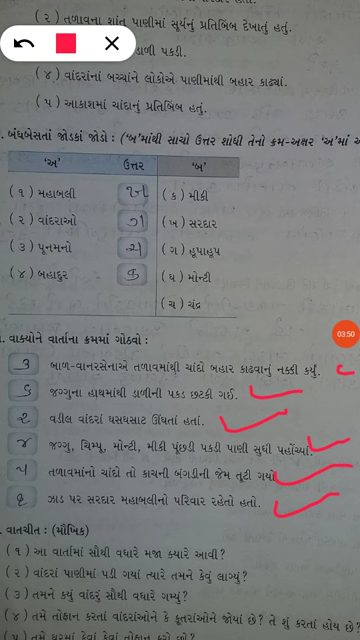 (૨) તળાવના શાંત પાણીમાં સૂર્યનું પ્રતિબિંબ દેખાતું હતું.
ડાળી પકડી.
(૪) વાંદરાંનાં બચ્ચાંને લોકોએ પાણીમાંથી બહાર કાઢ્યાં.
(૫) આકાશમાં ચાંદાનું પ્રતિબિંબ હતું.
. બંધબેસતાં જોડકાં જોડો : ('બ'માંથી સાચો ઉત્તર શોધી તેનો ક્રમ-અક્ષર 'અ'માં
'અ' ઉત્તર 'બ'
(૧) મહાબલી ખ (ક) મીકી
(૨) વાંદરાઓ ગ (ખ) સરદાર
(૩) પૂનમનો ચ (ગ) હૂપાહૂપ
(૪) બહાદુર ક (ઘ) મોન્ટી
(ચ) ચંદ્ર
. વાક્યોને વાર્તાના ક્રમમાં ગોઠવો :
૩ બાળ-વાનરસેનાએ તળાવમાંથી ચાંદો બહાર કાઢવાનું નક્કી કર્યું.
૬ જગ્ગુના હાથમાંથી ડાળીની પકડ છટકી ગઈ.
૨ વડીલ વાંદરાં ઘસઘસાટ ઊંઘતાં હતાં.
૪ જગ્ગુ, ચિમ્પૂ, મોન્ટી, મીકી પૂંછડી પકડી પાણી સુધી પહોંચ્યાં.
૫ તળાવમાંનો ચાંદો તો કાચની બંગડીની જેમ તૂટી ગયો
૧ ઝાડ પર સરદાર મહાબલીનો પરિવાર રહેતો હતો.
03:50
. વાતચીત : (મૌખિક)
(૧) આ વાર્તામાં સૌથી વધારે મજા ક્યારે આવી?
(૨) વાંદરાં પાણીમાં પડી ગયાં ત્યારે તમને કેવું લાગ્યું?
(૩) તમને કયું વાંદરું સૌથી વધારે ગમ્યું?
(૪) તમે તોફાન કરતાં વાંદરાંઓને કે કૂતરાંઓને જોયાં છે? તે શું કરતાં હોય છે?